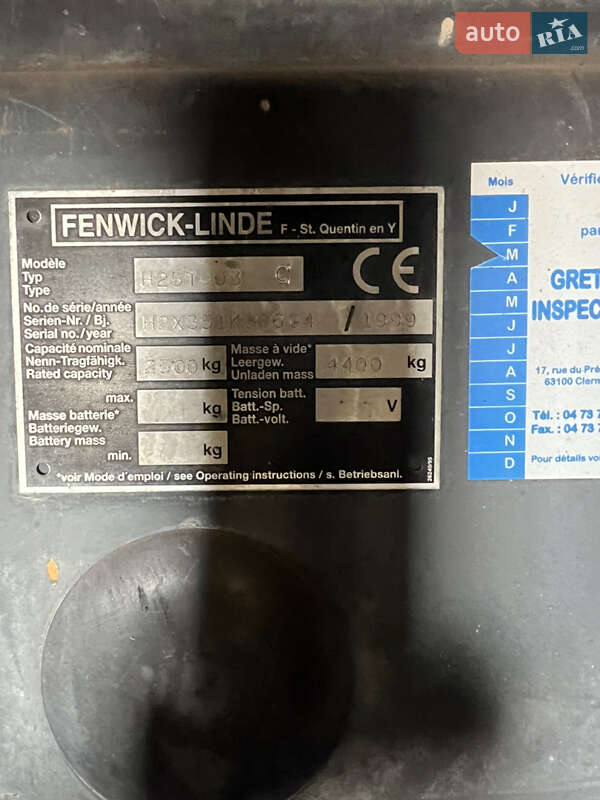 auto RIA.com
FENWICK-LINDE F - St. Quentin en Y
Modèle
Typ
Type
C
CE
No. de série/année
Serien-Nr. / Bj.
Serial no./year
/ 1999
Capacité nominale
Nenn-Tragfähigk.
Rated capacity
2500 kg
Masse à vide*
Leergew.
Unladen mass
4400 kg
max. kg
Masse batterie*
Batteriegew.
Battery mass
min. kg
Tension batt.
Batt.-Sp.
Batt.-volt.
V
*voir Mode d'emploi / see Operating instructions / s. Betriebsanl.
Mois
J
F
M
A
M
J
J
A
S
O
N
D
Vérifie
par
GRET
INSPEC
17, rue du Pré
63100 Clerm
Tél. : 04 73 7
Fax. : 04 73 7
Pour détails vo